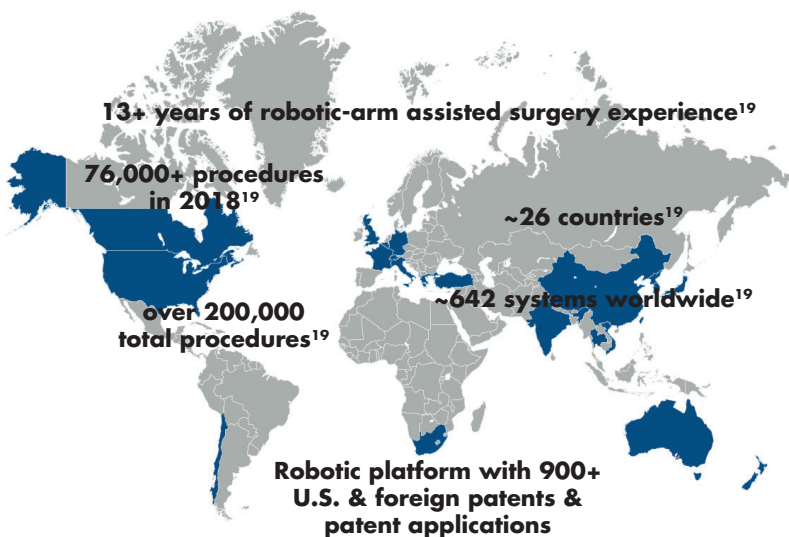 13+ years of robotic-arm assisted surgery experience¹⁹
76,000+ procedures
in 2018¹⁹
~26 countries¹⁹
~642 systems worldwide¹⁹
over 200,000
total procedures¹⁹
Robotic platform with 900+
U.S. & foreign patents &
patent applications